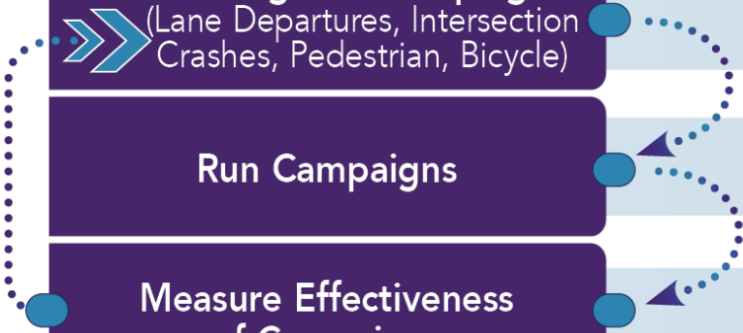 (Lane Departures, Intersection
Crashes, Pedestrian, Bicycle)
Run Campaigns
Measure Effectiveness